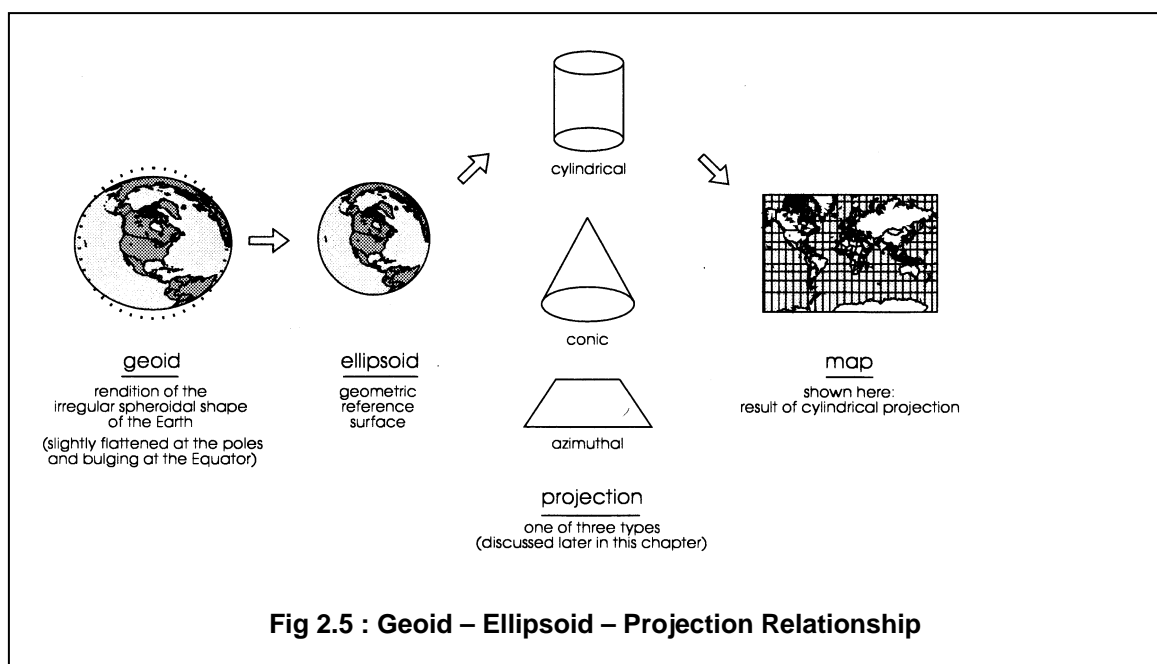 cylindrical
conic
azimuthal
geoid
rendition of the
irregular spheroidal shape
of the Earth
(slightly flattened at the poles
and bulging at the Equator)
ellipsoid
geometric
reference
surface
projection
one of three types
(discussed later in this chapter)
map
shown here:
result of cylindrical projection
Fig 2.5 : Geoid – Ellipsoid – Projection Relationship